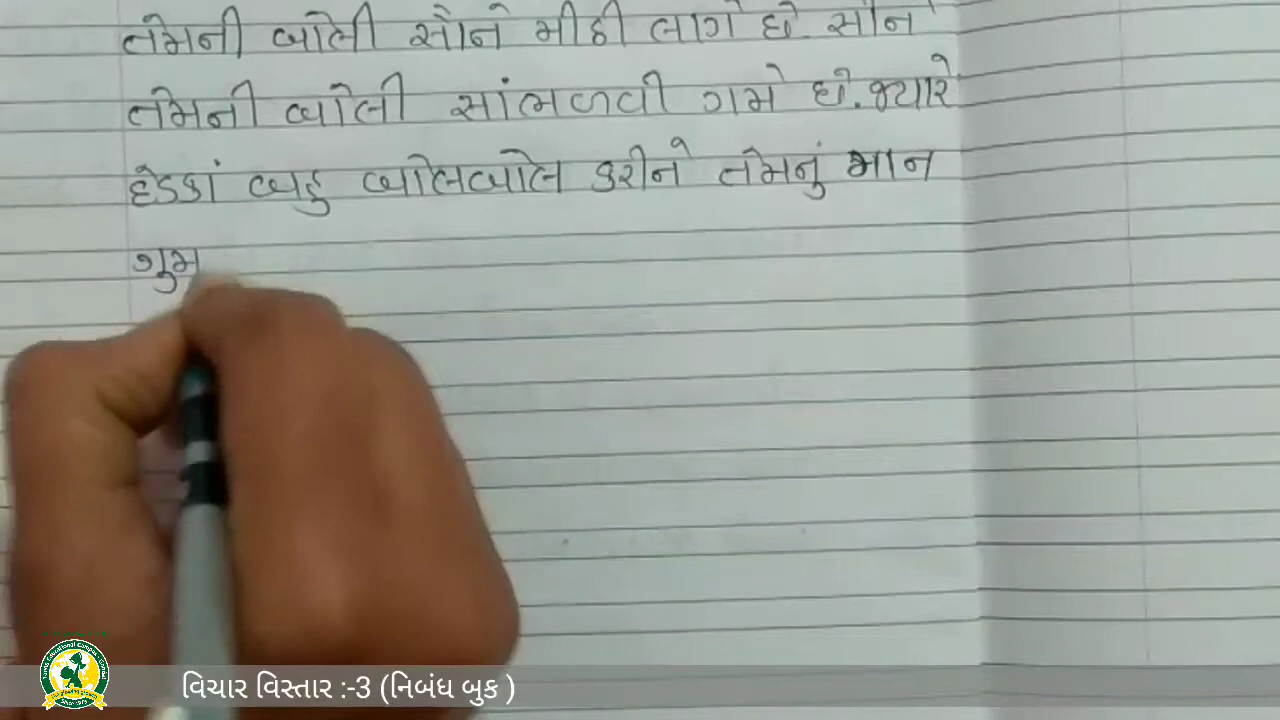 તેમની બોલી સૌને મીઠી લાગે છે. સૌને
તેમની બોલી સાંભળવી ગમે છે. જ્યારે
દેડકાં બહુ બોલબોલ કરીને તેમનું માન
ગુમ
વિચાર વિસ્તાર :-3 (નિબંધ બુક )